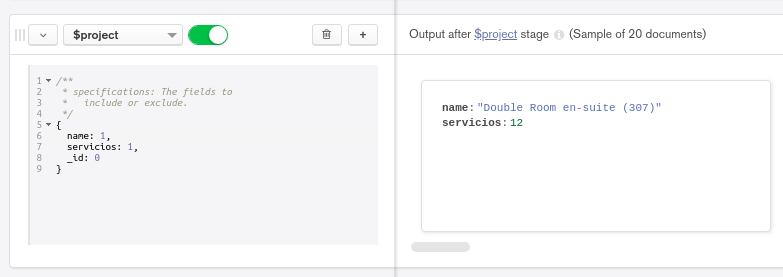 $project
+
Output after $project stage (Sample of 20 documents)
1 /**
2 * specifications: The fields to
3 *   include or exclude.
4 */
5 {
6 name: 1,
7 servicios: 1,
8 _id: 0
9 }
name: "Double Room en-suite (307)"
servicios: 12